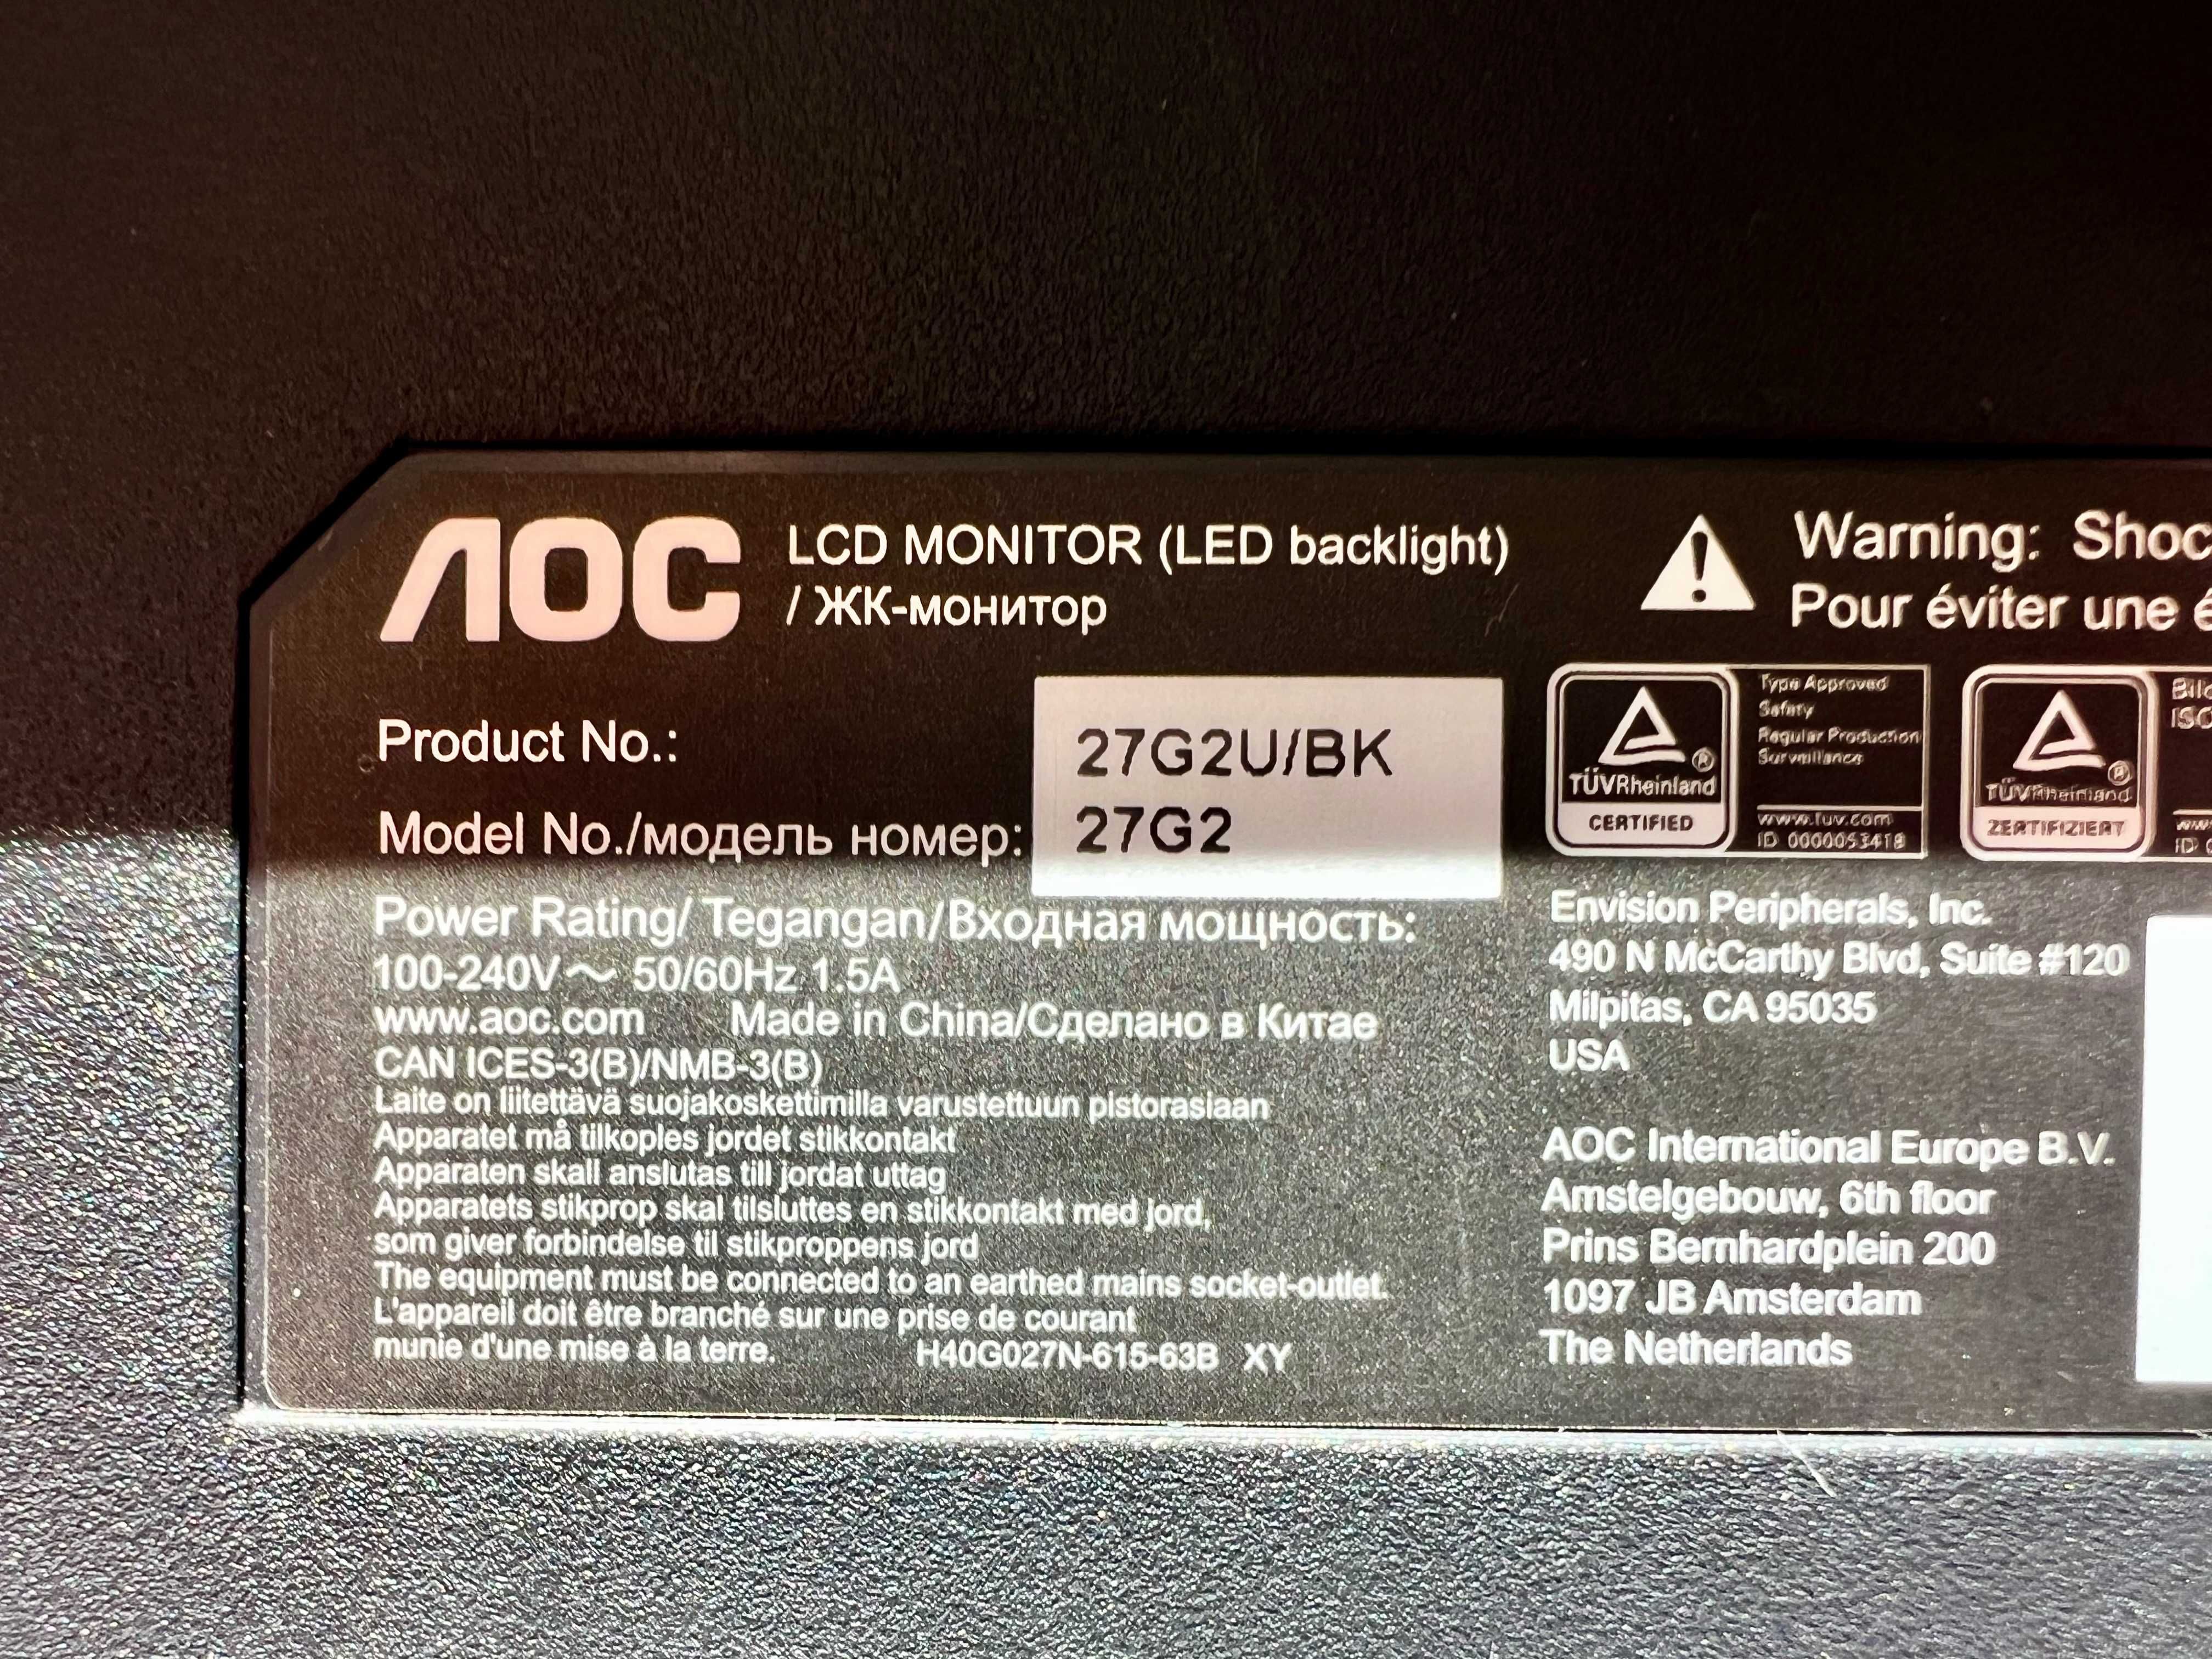 AOC LCD MONITOR (LED backlight)
/ ЖК-монитор
Product No.: 27G2U/BK
Model No./модель номер: 27G2
Power Rating/ Tegangan/Входная мощность:
100-240V～ 50/60Hz 1.5A
www.aoc.com Made in China/Сделано в Китае
CAN ICES-3(B)/NMB-3(B)
Laite on liitettävä suojakoskettimilla varustettuun pistorasiaan
Apparatet må tilkoples jordet stikkontakt
Apparaten skall anslutas till jordat uttag
Apparatets stikprop skal tilsluttes en stikkontakt med jord,
som giver forbindelse til stikproppens jord
The equipment must be connected to an earthed mains socket-outlet.
L'appareil doit être branché sur une prise de courant
munie d'une mise à la terre. H40G027N-615-63B XY
Warning: Shoc
Pour éviter une é
TÜVRheinland
CERTIFIED
Type Approved
Safety
Regular Production
Surveillance
www.tuv.com
ID 0000053418
TÜVRheinland
ZERTIFIZIERT
ISO
ID
Envision Peripherals, Inc.
490 N McCarthy Blvd, Suite #120
Milpitas, CA 95035
USA
AOC International Europe B.V.
Amstelgebouw, 6th floor
Prins Bernhardplein 200
1097 JB Amsterdam
The Netherlands